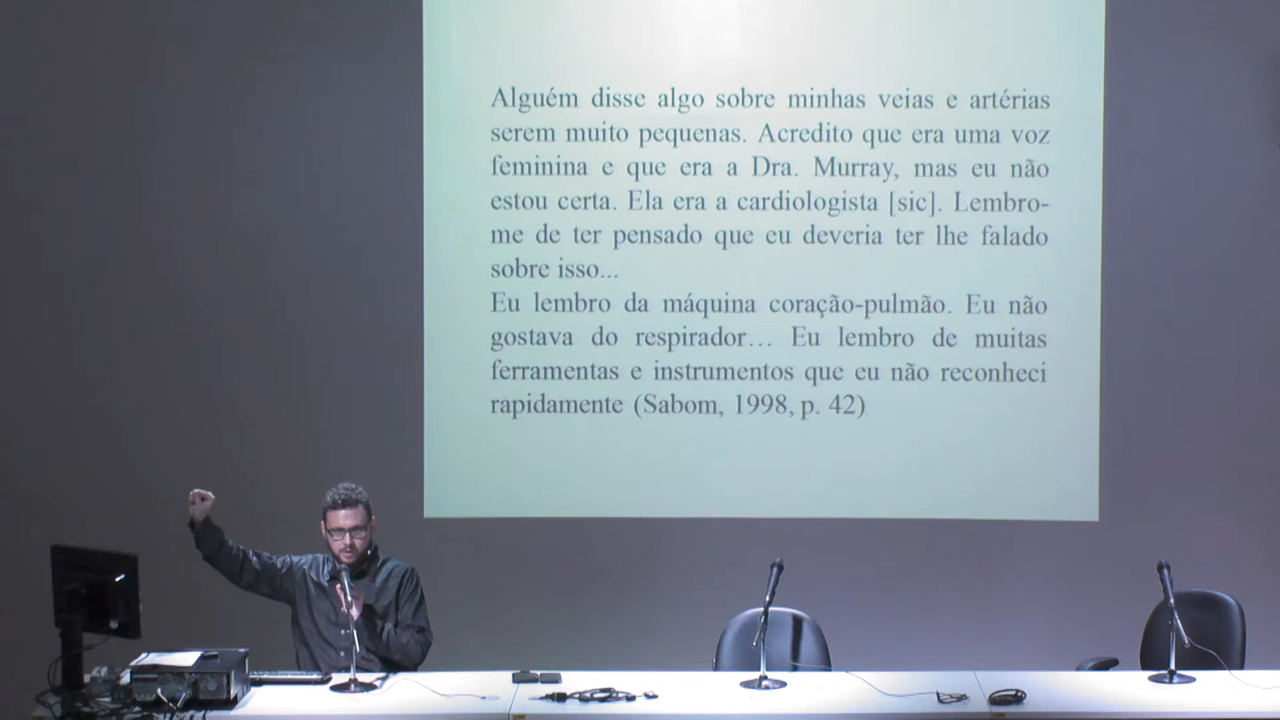 Alguém disse algo sobre minhas veias e artérias
serem muito pequenas. Acredito que era uma voz
feminina e que era a Dra. Murray, mas eu não
estou certa. Ela era a cardiologista [sic]. Lembro-
me de ter pensado que eu deveria ter lhe falado
sobre isso...
Eu lembro da máquina coração-pulmão. Eu não
gostava do respirador… Eu lembro de muitas
ferramentas e instrumentos que eu não reconheci
rapidamente (Sabom, 1998, p. 42)